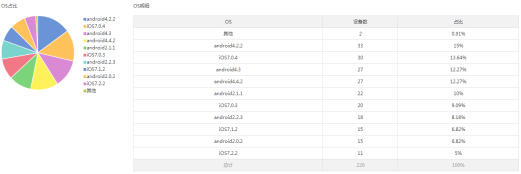 OS占比
android4.2.2
iOS7.0.4
android4.3
android4.4.2
android2.1.1
iOS7.0.3
android2.2.3
iOS7.1.2
android2.0.2
iOS7.2.2
其他
OS明细
OS 设备数 占比
其他 2 0.91%
android4.2.2 33 15%
iOS7.0.4 30 13.64%
android4.3 27 12.27%
android4.4.2 27 12.27%
android2.1.1 22 10%
iOS7.0.3 20 9.09%
android2.2.3 18 8.18%
iOS7.1.2 15 6.82%
android2.0.2 15 6.82%
iOS7.2.2 11 5%
总计 220 100%